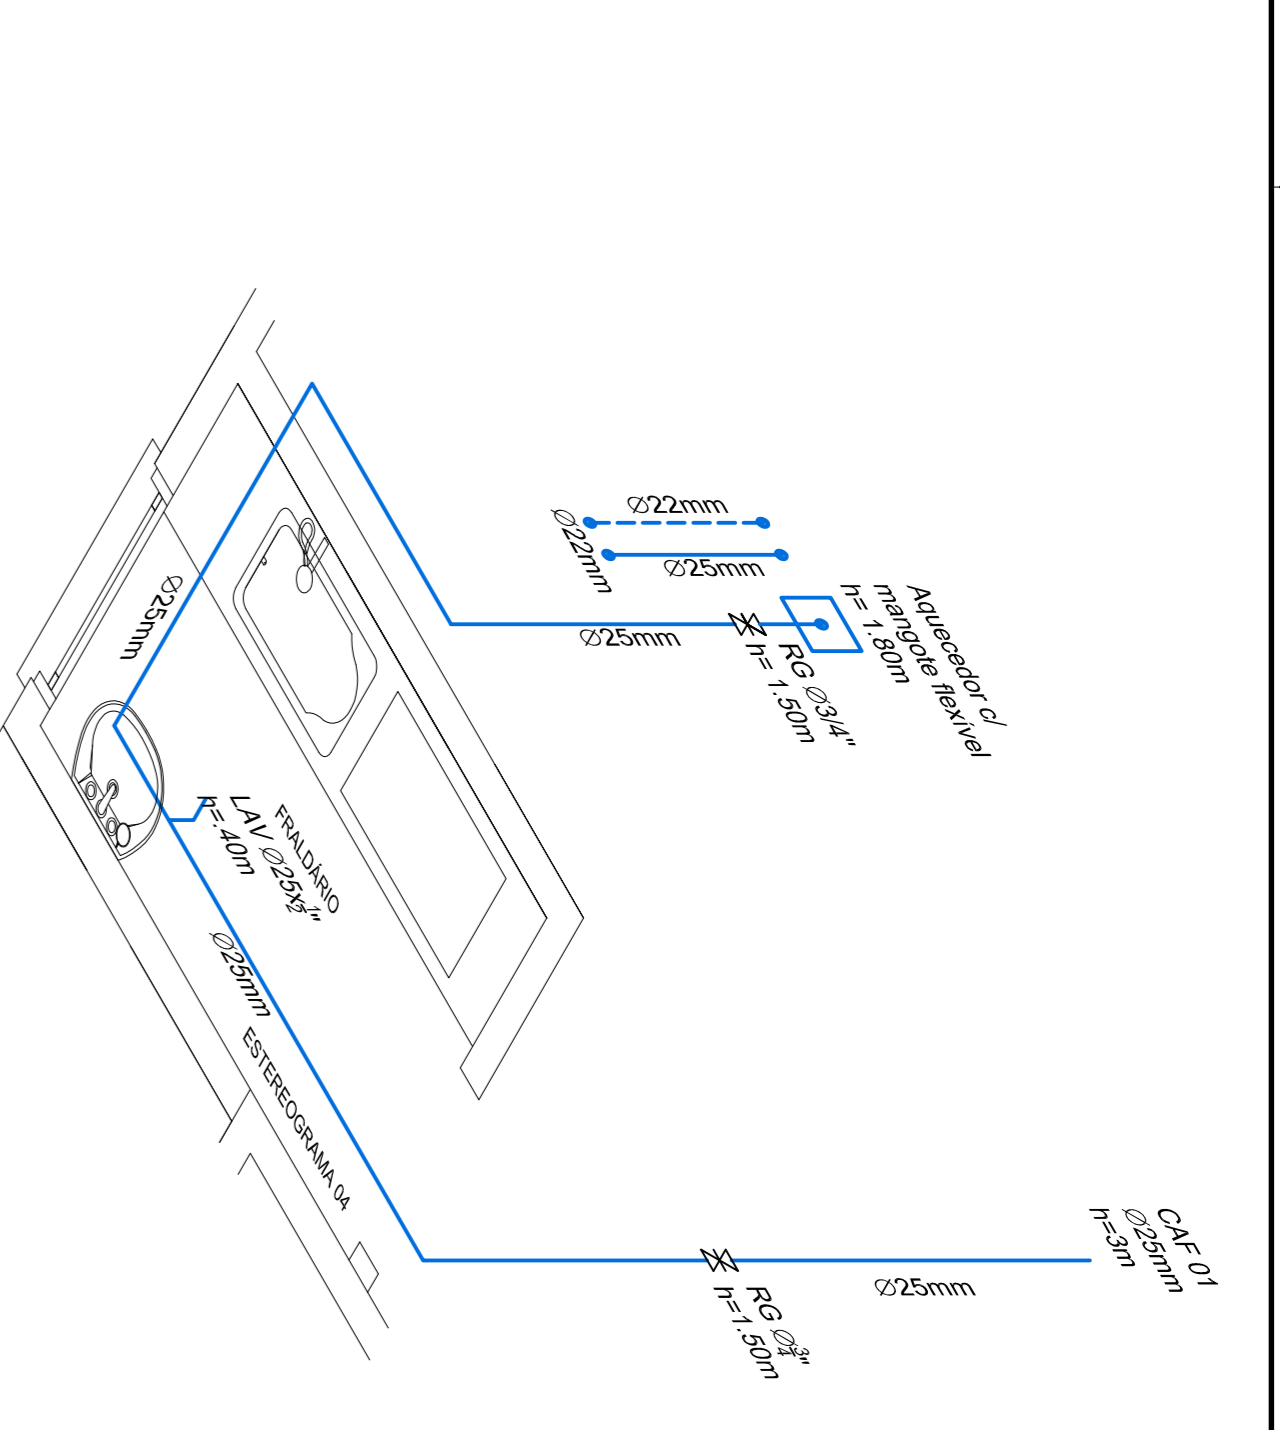 Ø22mm
Ø22mm
Ø25mm
Aquecedor c/
mangote flexível
h= 1.80m
Ø25mm
RG Ø3/4"
h= 1.50m
Ø25mm
LAV Ø25x½"
h=.40m
FRALDÁRIO
Ø25mm
ESTEREOGRAMA 04
CAF 01
Ø25mm
h=3m
Ø25mm
RG Ø¾"
h=1.50m